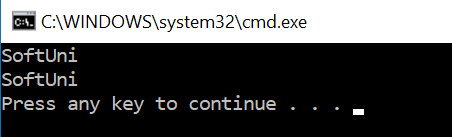 C:\WINDOWS\system32\cmd.exe
SoftUni
SoftUni
Press any key to continue . . .